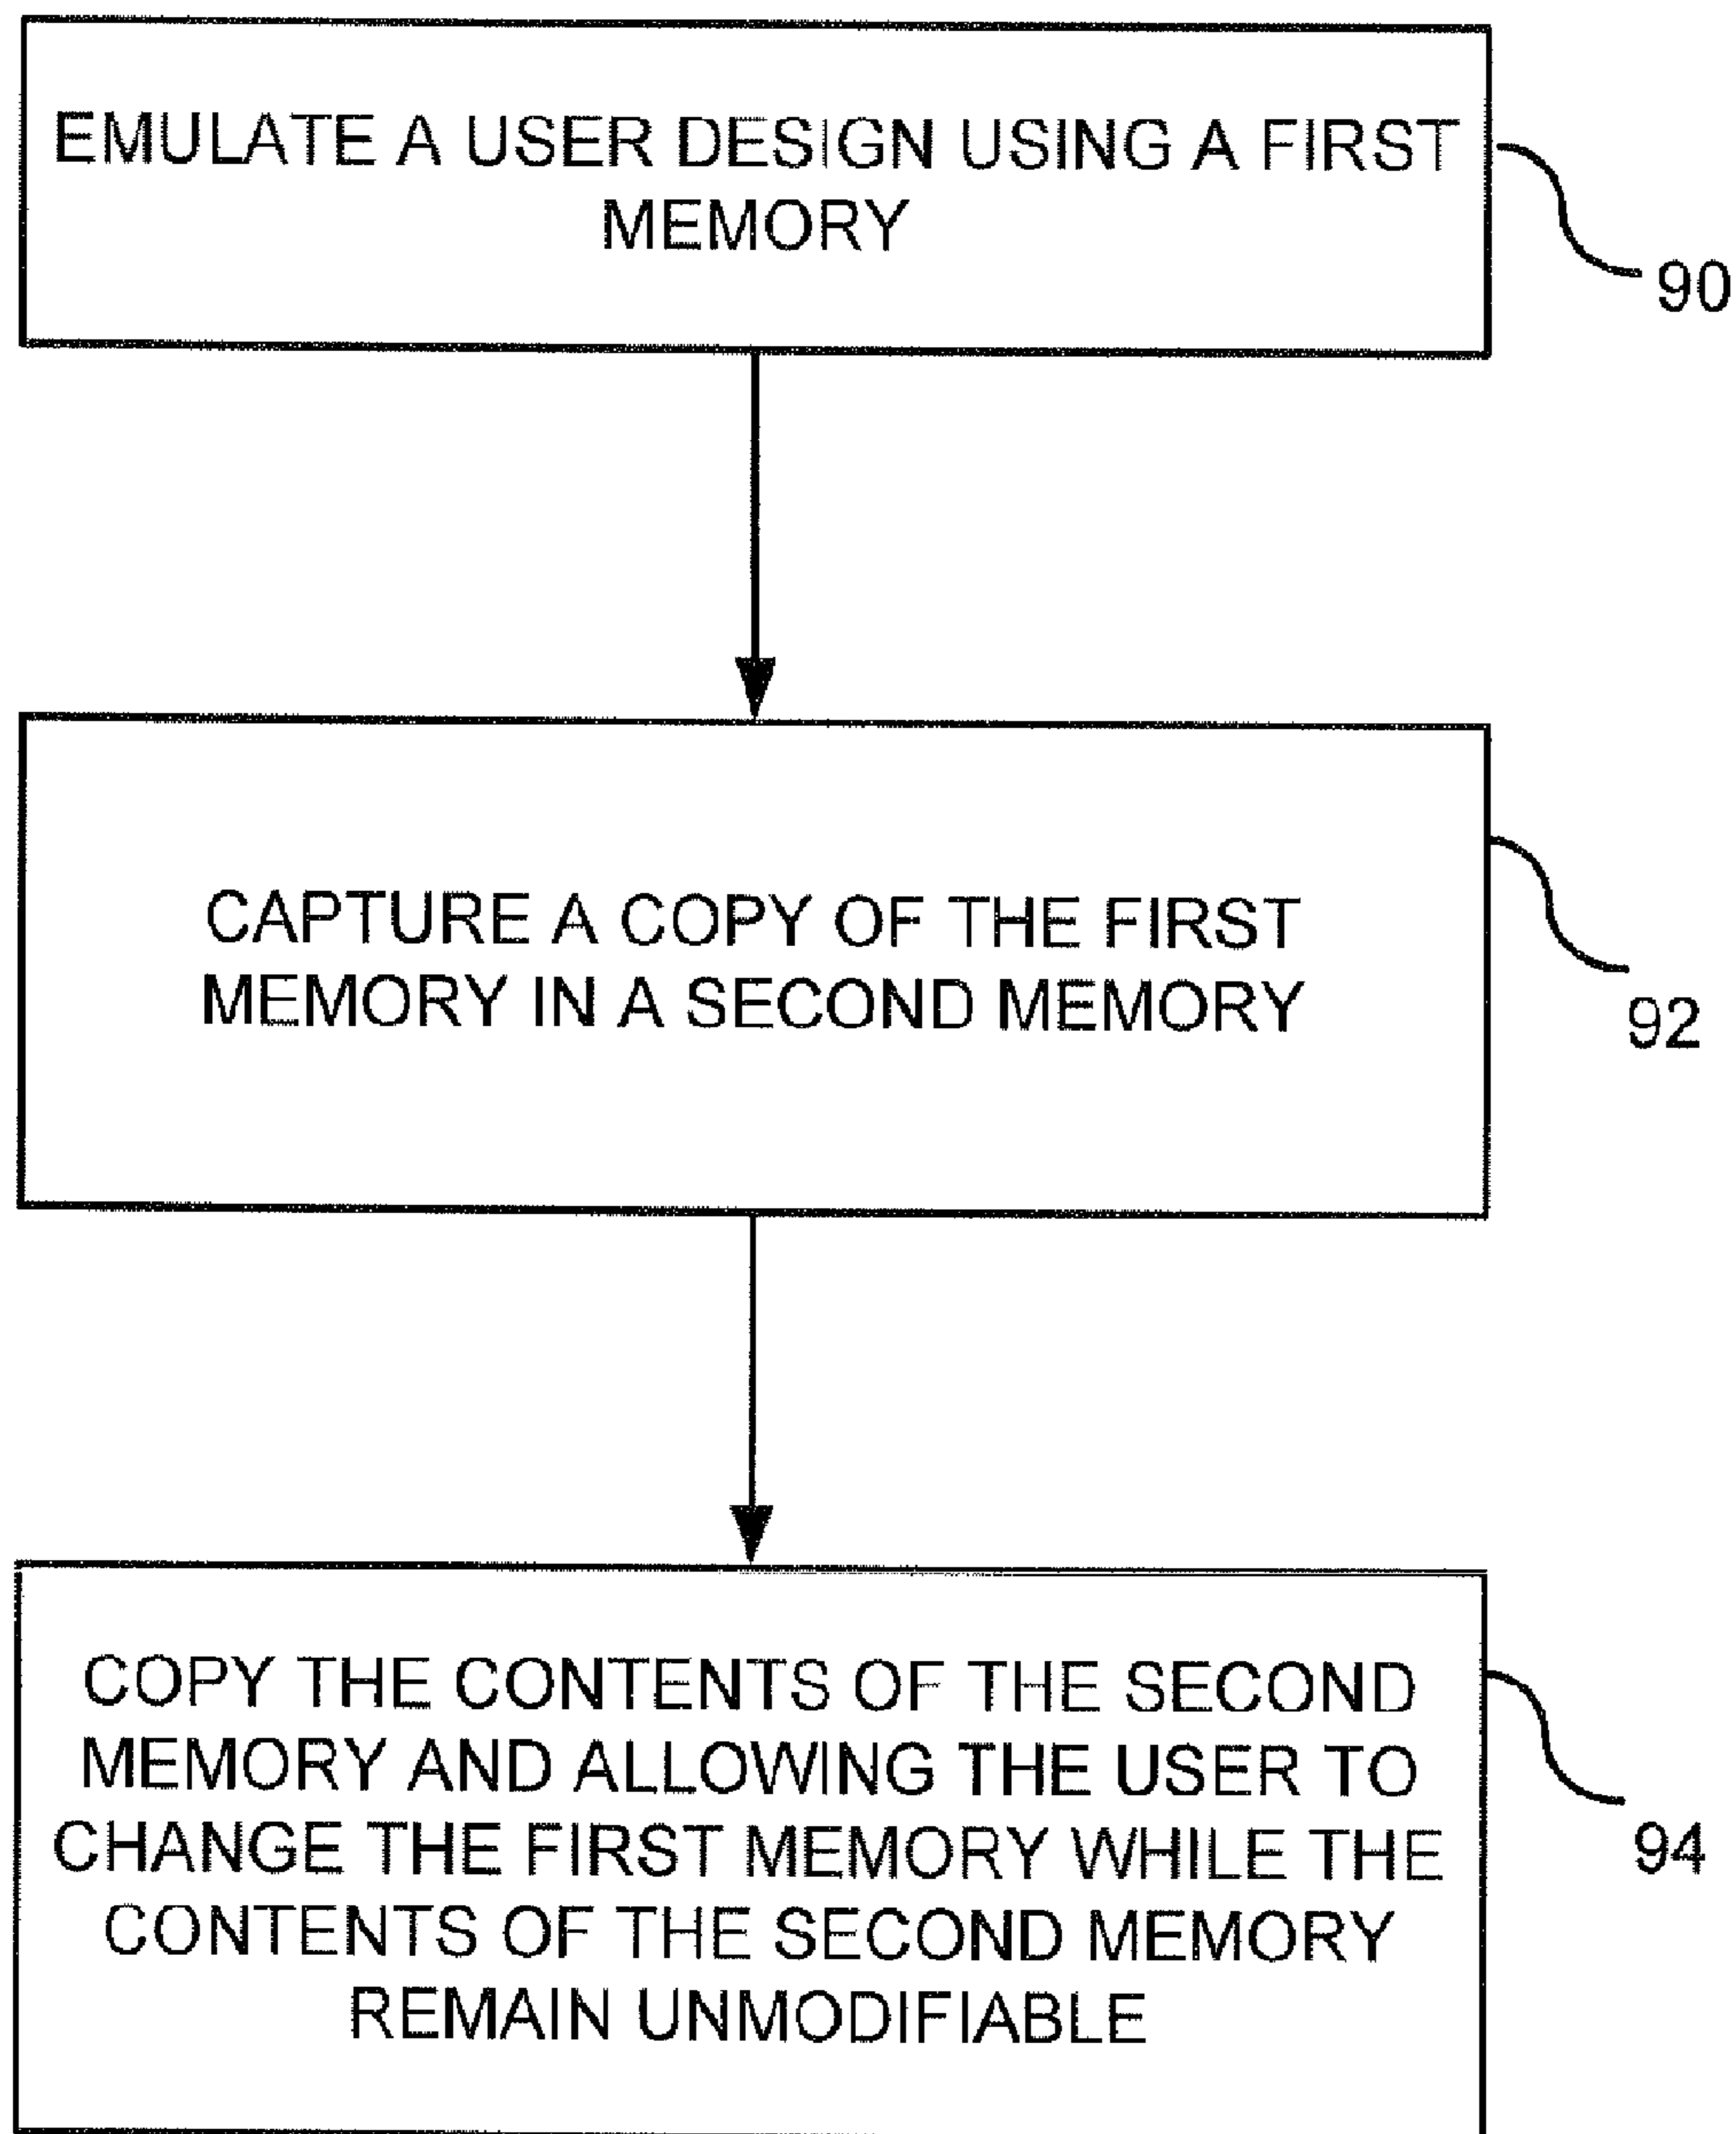 EMULATE A USER DESIGN USING A FIRST
MEMORY
90
CAPTURE A COPY OF THE FIRST
MEMORY IN A SECOND MEMORY
92
COPY THE CONTENTS OF THE SECOND
MEMORY AND ALLOWING THE USER TO
CHANGE THE FIRST MEMORY WHILE THE
CONTENTS OF THE SECOND MEMORY
REMAIN UNMODIFIABLE
94